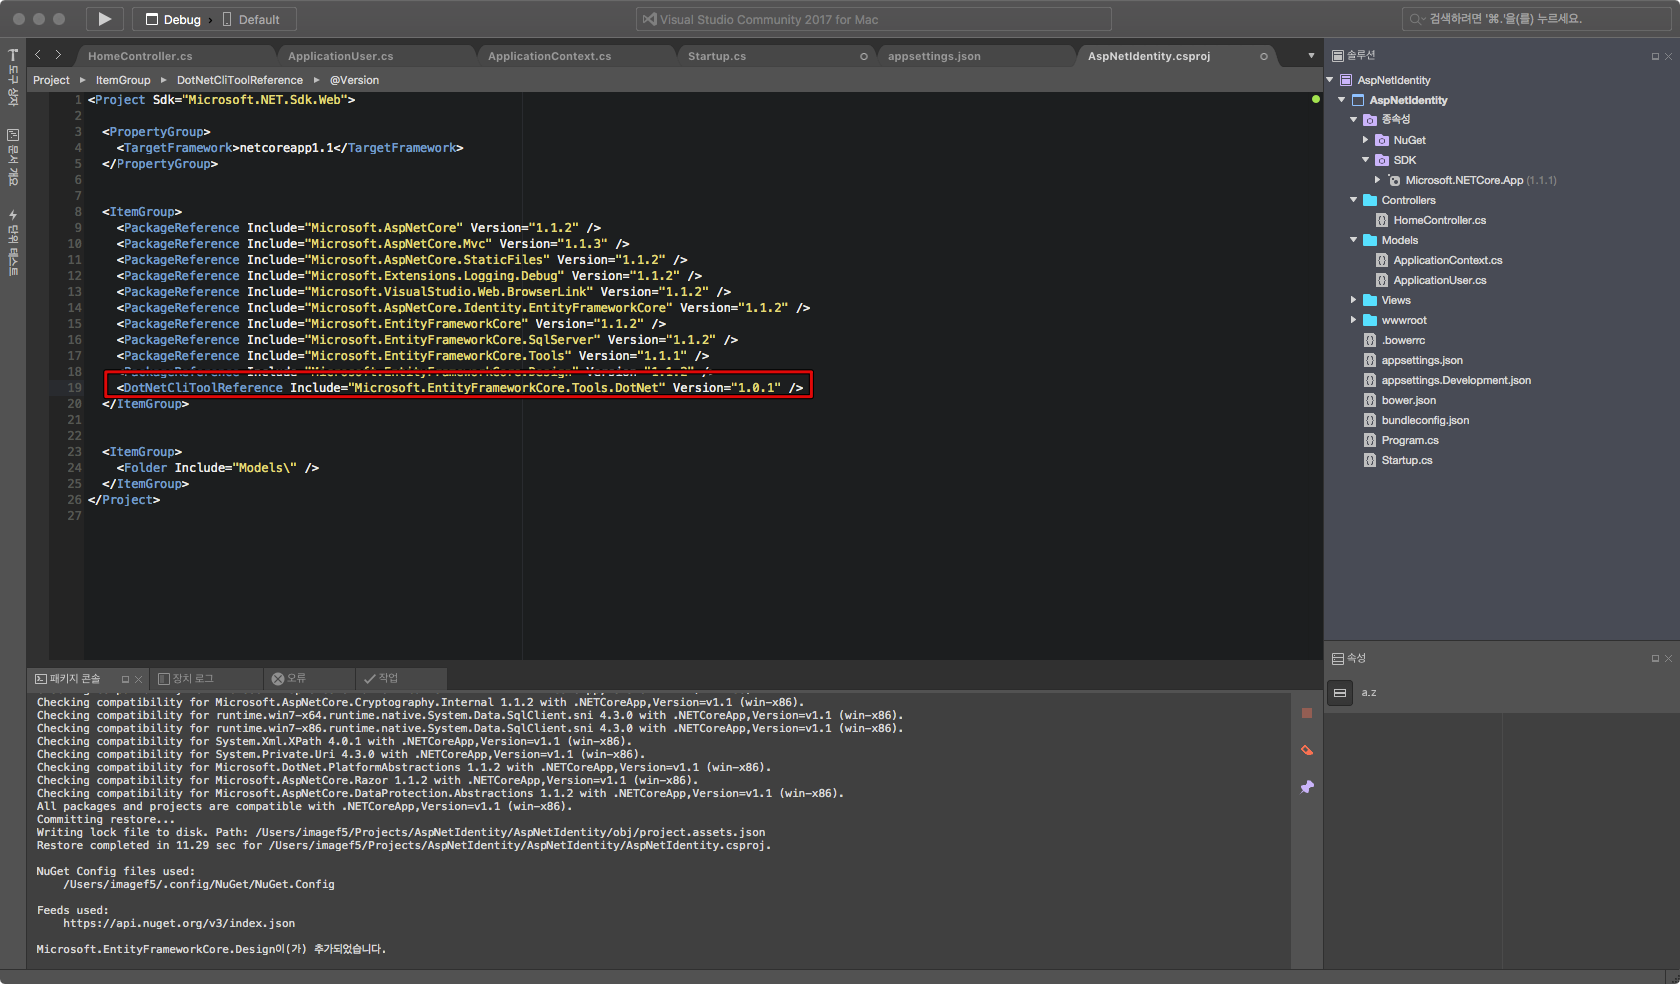 Debug › Default
Visual Studio Community 2017 for Mac
검색하려면 '⌘.'을(를) 누르세요.
도구 상자
문서 개요
단위 테스트
HomeController.cs
ApplicationUser.cs
ApplicationContext.cs
Startup.cs
appsettings.json
AspNetIdentity.csproj
Project ▸ ItemGroup ▸ DotNetCliToolReference ▸ @Version
1 <Project Sdk="Microsoft.NET.Sdk.Web">
2
3 <PropertyGroup>
4 <TargetFramework>netcoreapp1.1</TargetFramework>
5 </PropertyGroup>
6
7
8 <ItemGroup>
9 <PackageReference Include="Microsoft.AspNetCore" Version="1.1.2" />
10 <PackageReference Include="Microsoft.AspNetCore.Mvc" Version="1.1.3" />
11 <PackageReference Include="Microsoft.AspNetCore.StaticFiles" Version="1.1.2" />
12 <PackageReference Include="Microsoft.Extensions.Logging.Debug" Version="1.1.2" />
13 <PackageReference Include="Microsoft.VisualStudio.Web.BrowserLink" Version="1.1.2" />
14 <PackageReference Include="Microsoft.AspNetCore.Identity.EntityFrameworkCore" Version="1.1.2" />
15 <PackageReference Include="Microsoft.EntityFrameworkCore" Version="1.1.2" />
16 <PackageReference Include="Microsoft.EntityFrameworkCore.SqlServer" Version="1.1.2" />
17 <PackageReference Include="Microsoft.EntityFrameworkCore.Tools" Version="1.1.1" />
18 <PackageReference Include="Microsoft.EntityFrameworkCore.Design" Version="1.1.2" />
19 <DotNetCliToolReference Include="Microsoft.EntityFrameworkCore.Tools.DotNet" Version="1.0.1" />
20 </ItemGroup>
21
22
23 <ItemGroup>
24 <Folder Include="Models\" />
25 </ItemGroup>
26 </Project>
27
솔루션
AspNetIdentity
AspNetIdentity
종속성
NuGet
SDK
Microsoft.NETCore.App (1.1.1)
Controllers
HomeController.cs
Models
ApplicationContext.cs
ApplicationUser.cs
Views
wwwroot
.bowerrc
appsettings.json
appsettings.Development.json
bower.json
bundleconfig.json
Program.cs
Startup.cs
속성
a.z
패키지 콘솔
장치 로그
오류
작업
Checking compatibility for Microsoft.AspNetCore.Cryptography.Internal 1.1.2 with .NETCoreApp,Version=v1.1 (win-x86).
Checking compatibility for runtime.win7-x64.runtime.native.System.Data.SqlClient.sni 4.3.0 with .NETCoreApp,Version=v1.1 (win-x86).
Checking compatibility for runtime.win7-x86.runtime.native.System.Data.SqlClient.sni 4.3.0 with .NETCoreApp,Version=v1.1 (win-x86).
Checking compatibility for System.Xml.XPath 4.0.1 with .NETCoreApp,Version=v1.1 (win-x86).
Checking compatibility for System.Private.Uri 4.3.0 with .NETCoreApp,Version=v1.1 (win-x86).
Checking compatibility for Microsoft.DotNet.PlatformAbstractions 1.1.2 with .NETCoreApp,Version=v1.1 (win-x86).
Checking compatibility for Microsoft.AspNetCore.Razor 1.1.2 with .NETCoreApp,Version=v1.1 (win-x86).
Checking compatibility for Microsoft.AspNetCore.DataProtection.Abstractions 1.1.2 with .NETCoreApp,Version=v1.1 (win-x86).
All packages and projects are compatible with .NETCoreApp,Version=v1.1 (win-x86).
Committing restore...
Writing lock file to disk. Path: /Users/imagef5/Projects/AspNetIdentity/AspNetIdentity/obj/project.assets.json
Restore completed in 11.29 sec for /Users/imagef5/Projects/AspNetIdentity/AspNetIdentity/AspNetIdentity.csproj.
NuGet Config files used:
/Users/imagef5/.config/NuGet/NuGet.Config
Feeds used:
https://api.nuget.org/v3/index.json
Microsoft.EntityFrameworkCore.Design이(가) 추가되었습니다.